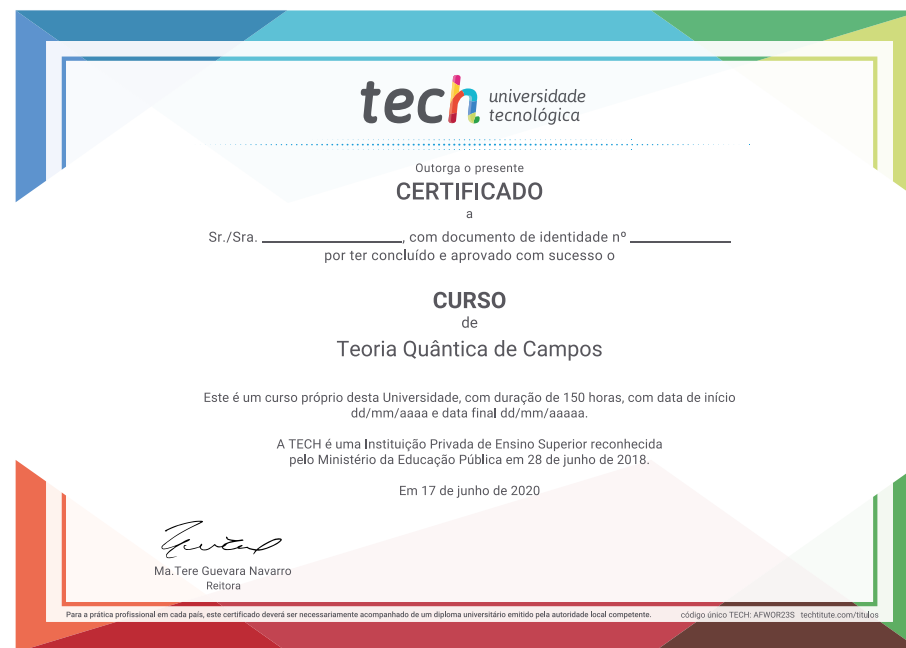 tech universidade
tecnológica
Outorga o presente
CERTIFICADO
a
Sr./Sra. ________________, com documento de identidade nº ____________
por ter concluído e aprovado com sucesso o
CURSO
de
Teoria Quântica de Campos
Este é um curso próprio desta Universidade, com duração de 150 horas, com data de início
dd/mm/aaaa e data final dd/mm/aaaaa.
A TECH é uma Instituição Privada de Ensino Superior reconhecida
pelo Ministério da Educação Pública em 28 de junho de 2018.
Em 17 de junho de 2020
Ma.Tere Guevara Navarro
Reitora
Para a prática profissional em cada país, este certificado deverá ser necessariamente acompanhado de um diploma universitário emitido pela autoridade local competente. código único TECH: AFWOR23S techtitute.com/titulos